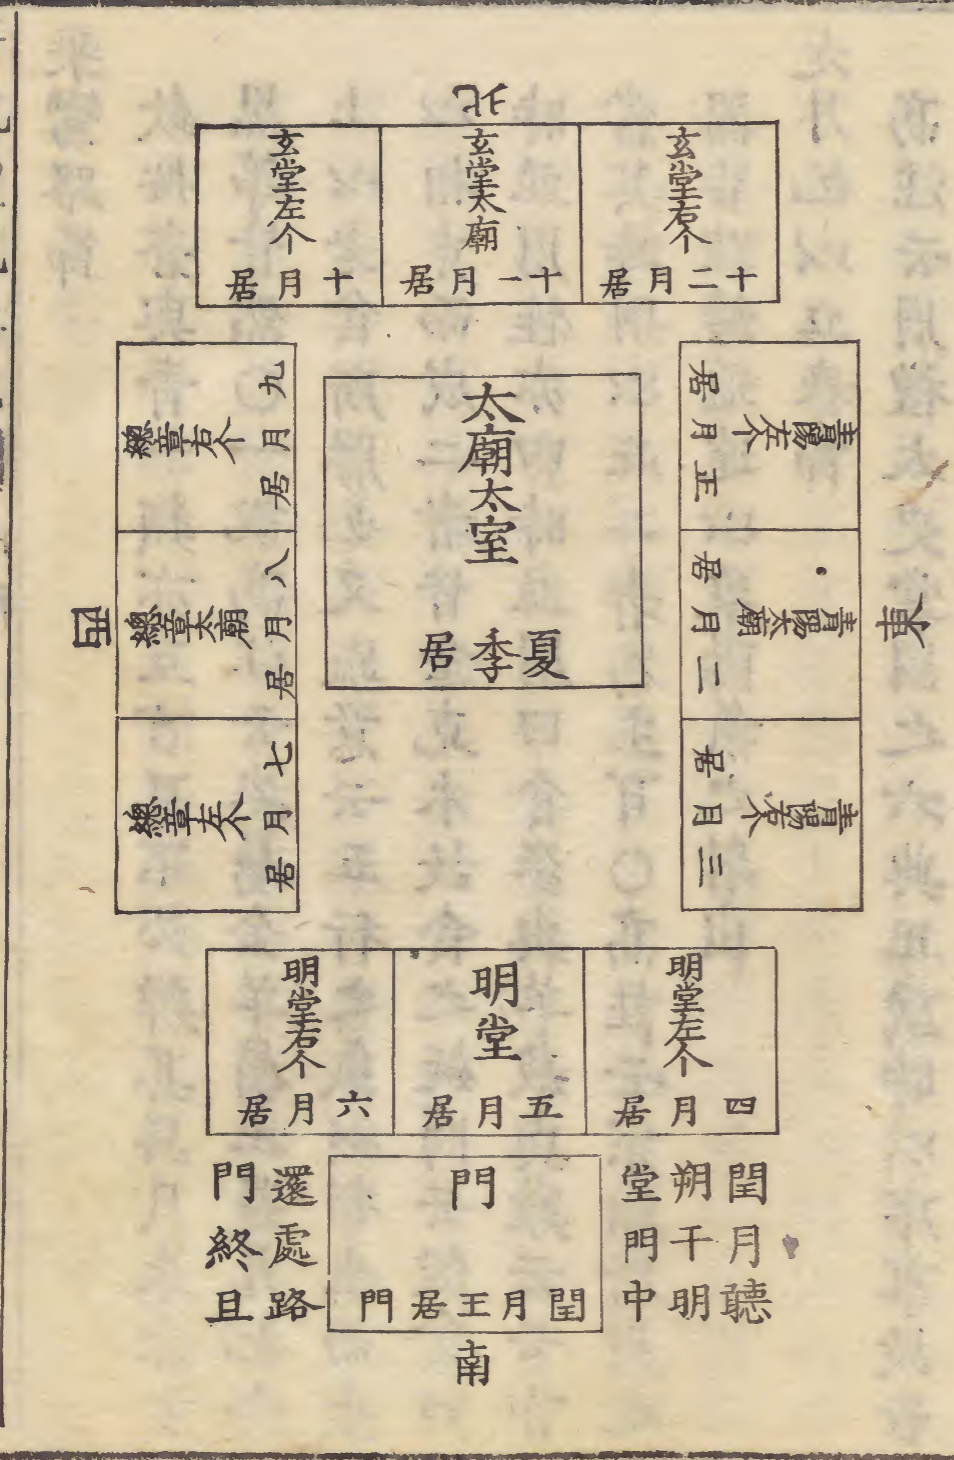 北
玄堂右个
十二月居
玄堂太廟
十一月居
玄堂左个
十月居
東
青陽左个
正月居
青陽太廟
二月居
青陽右个
三月居
太廟太室
夏季居
西
總章右个
九月居
總章太廟
八月居
總章左个
七月居
明堂左个
四月居
明堂
五月居
明堂右个
六月居
閏月聽
朔干明
堂門中
門
閏月王居門
還處路
門終且
南